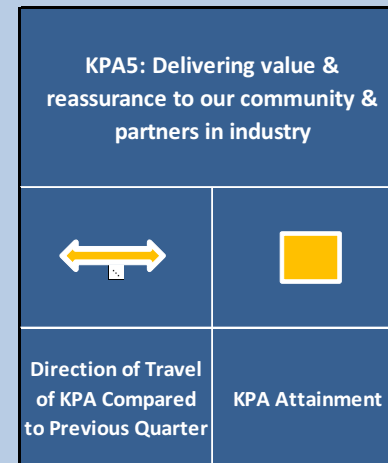 KPA5: Delivering value &
reassurance to our community &
partners in industry
Direction of Travel
of KPA Compared
to Previous Quarter
KPA Attainment